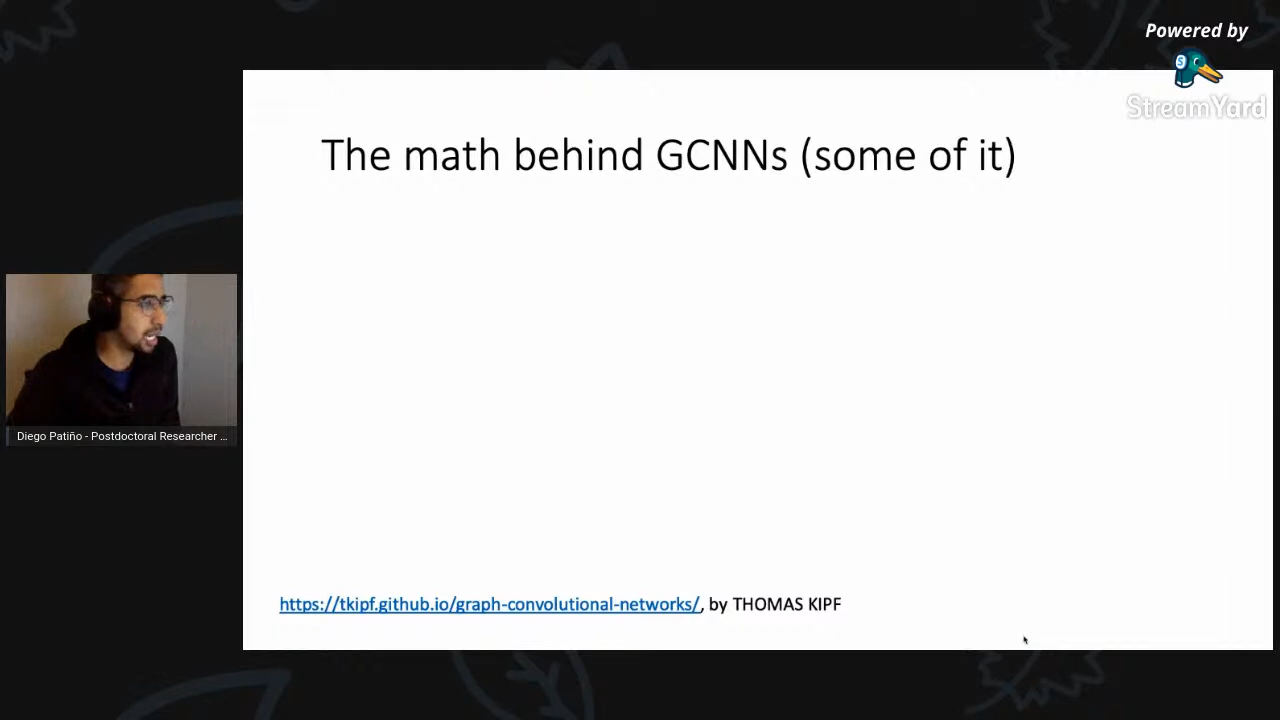 Powered by
StreamYard
The math behind GCNNs (some of it)
Diego Patiño - Postdoctoral Researcher ...
https://tkipf.github.io/graph-convolutional-networks/, by THOMAS KIPF